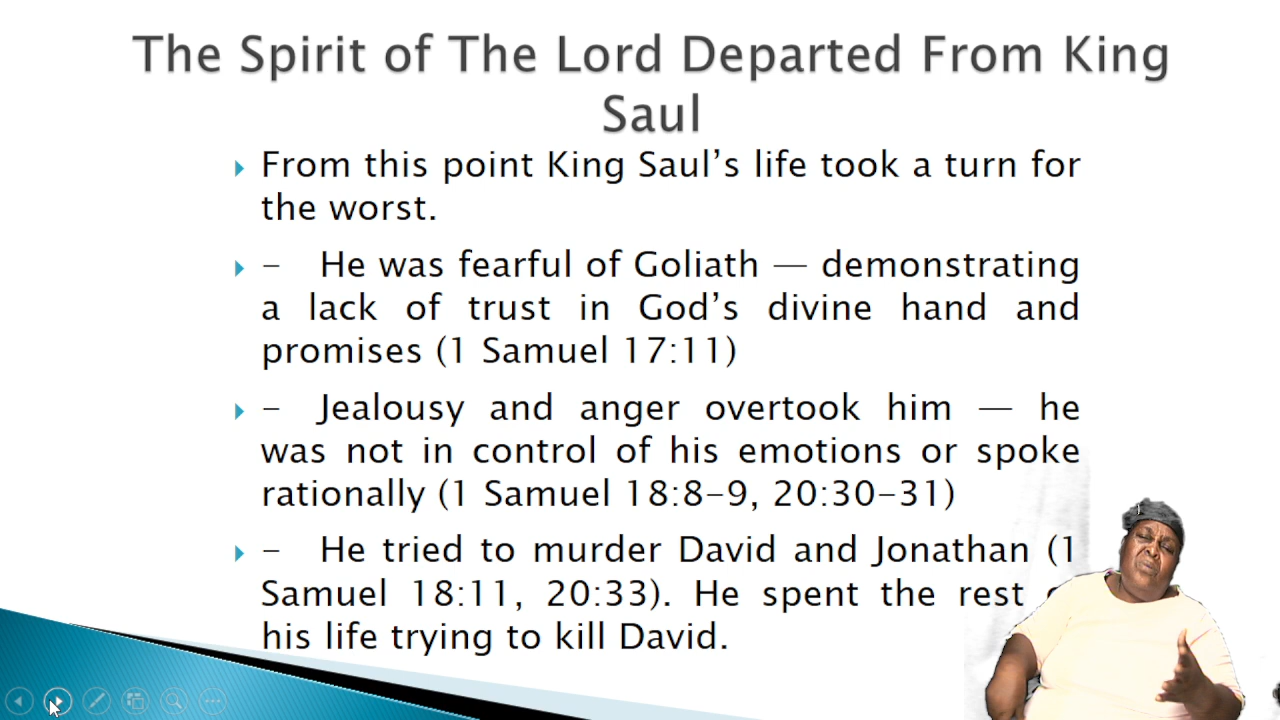 The Spirit of The Lord Departed From King
Saul
From this point King Saul’s life took a turn for
the worst.
– He was fearful of Goliath — demonstrating
a lack of trust in God’s divine hand and
promises (1 Samuel 17:11)
– Jealousy and anger overtook him — he
was not in control of his emotions or spoke
rationally (1 Samuel 18:8–9, 20:30–31)
– He tried to murder David and Jonathan (1
Samuel 18:11, 20:33). He spent the rest
his life trying to kill David.